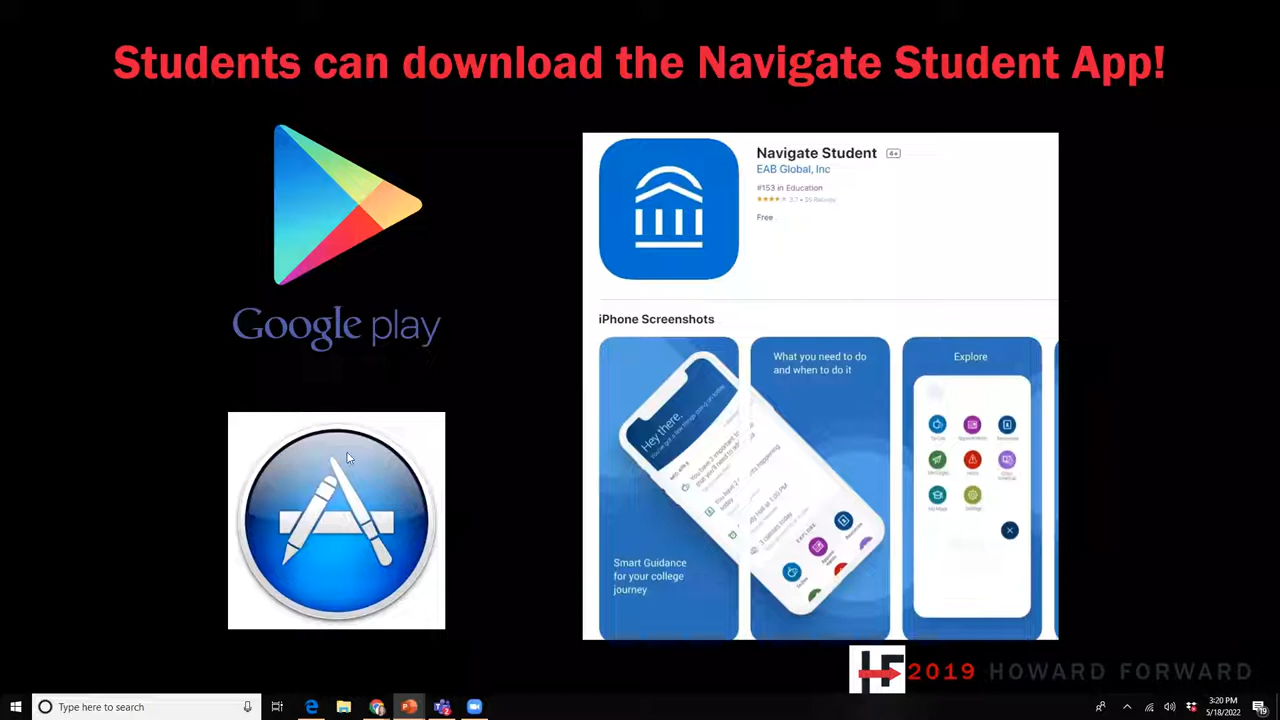 Students can download the Navigate Student App!
Google play
Navigate Student 4+
EAB Global, Inc
#153 in Education
Free
iPhone Screenshots
What you need to do
and when to do it
Explore
Hey there.
Smart Guidance
for your college
journey
HF 2019 HOWARD FORWARD
Type here to search
3:20 PM
5/18/2022